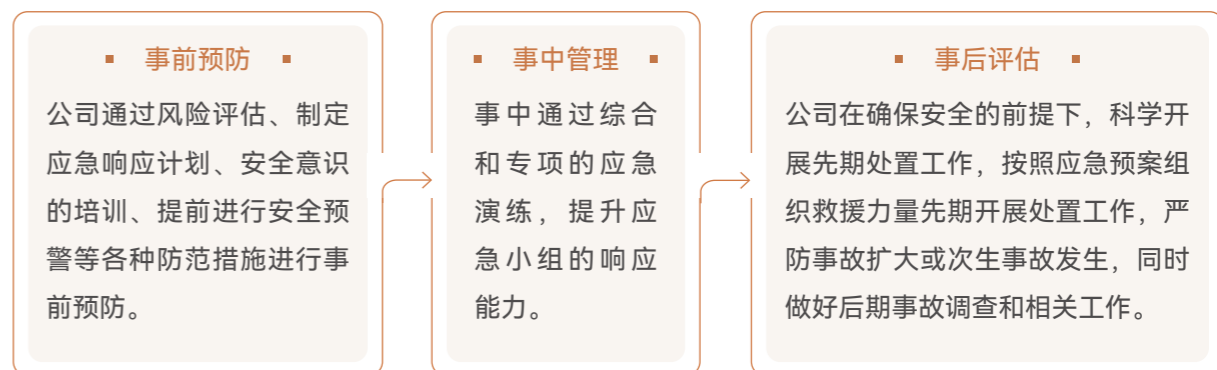 事前预防
公司通过风险评估、制定
应急响应计划、安全意识
的培训、提前进行安全预
警等各种防范措施进行事
前预防。
事中管理
事中通过综合
和专项的应急
演练，提升应
急小组的响应
能力。
事后评估
公司在确保安全的前提下，科学开
展先期处置工作，按照应急预案组
织救援力量先期开展处置工作，严
防事故扩大或次生事故发生，同时
做好后期事故调查和相关工作。